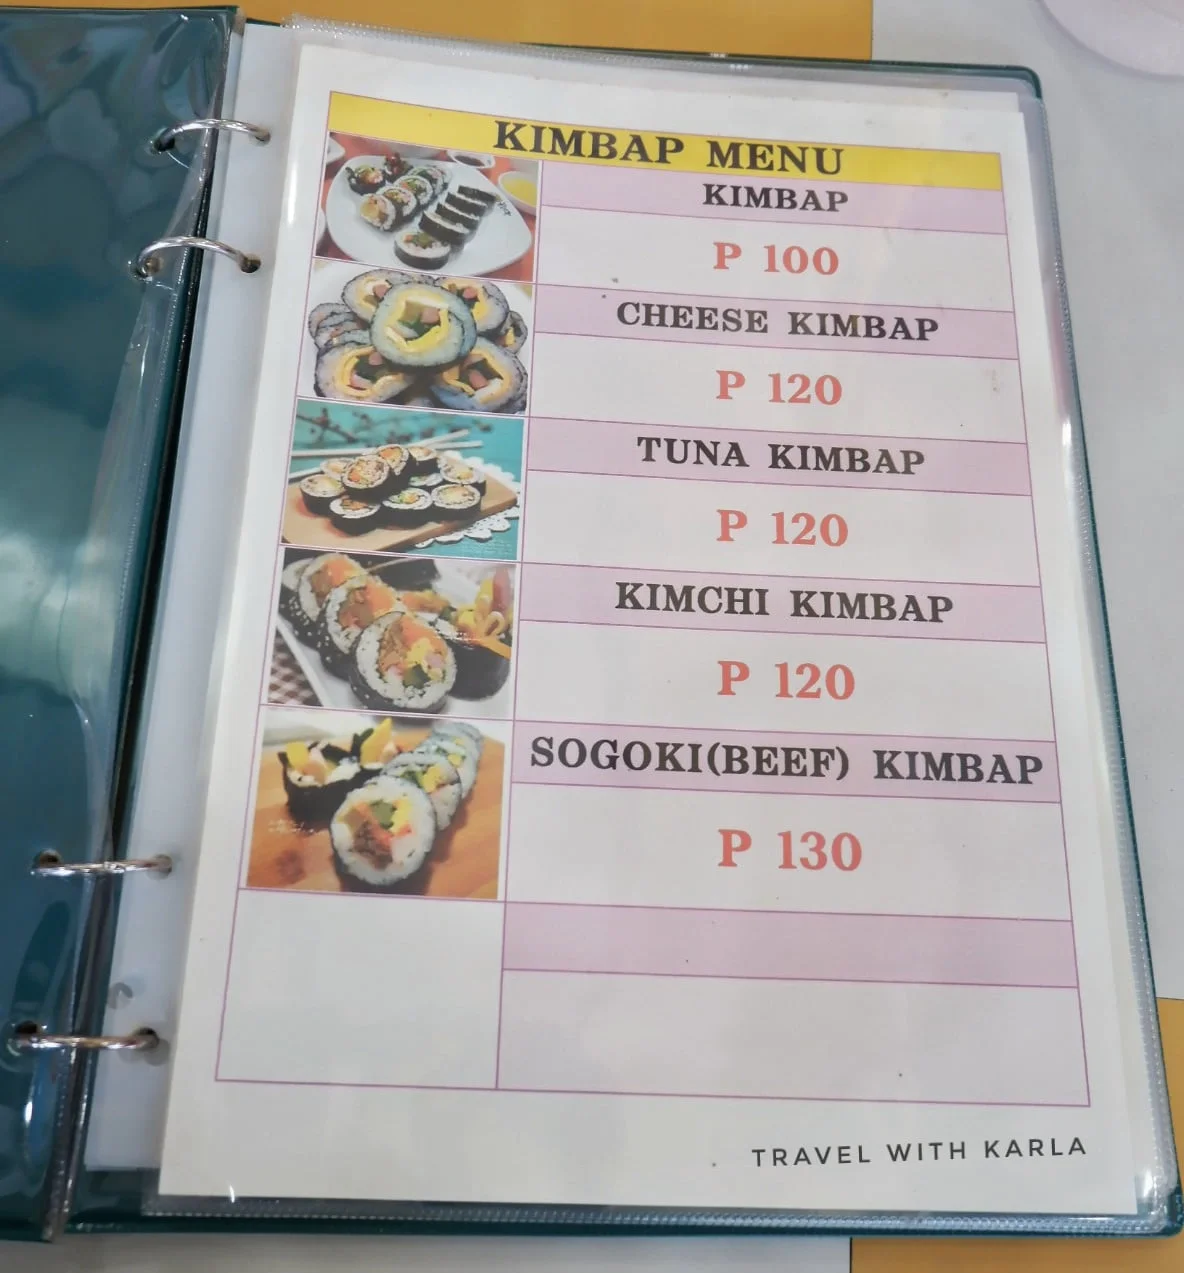 KIMBAP MENU
KIMBAP
P 100
CHEESE KIMBAP
P 120
TUNA KIMBAP
P 120
KIMCHI KIMBAP
P 120
SOGOKI(BEEF) KIMBAP
P 130
TRAVEL WITH KARLA